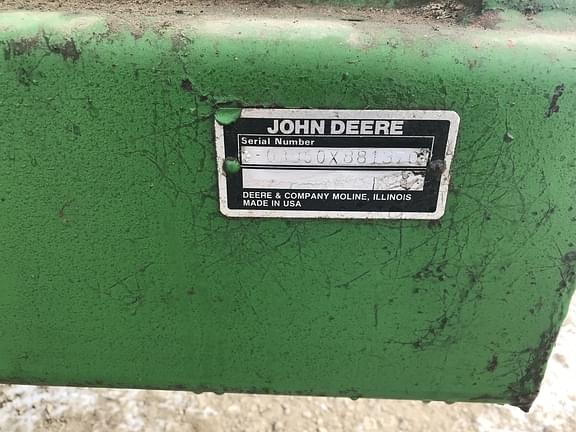 JOHN DEERE
Serial Number
DEERE & COMPANY MOLINE, ILLINOIS
MADE IN USA